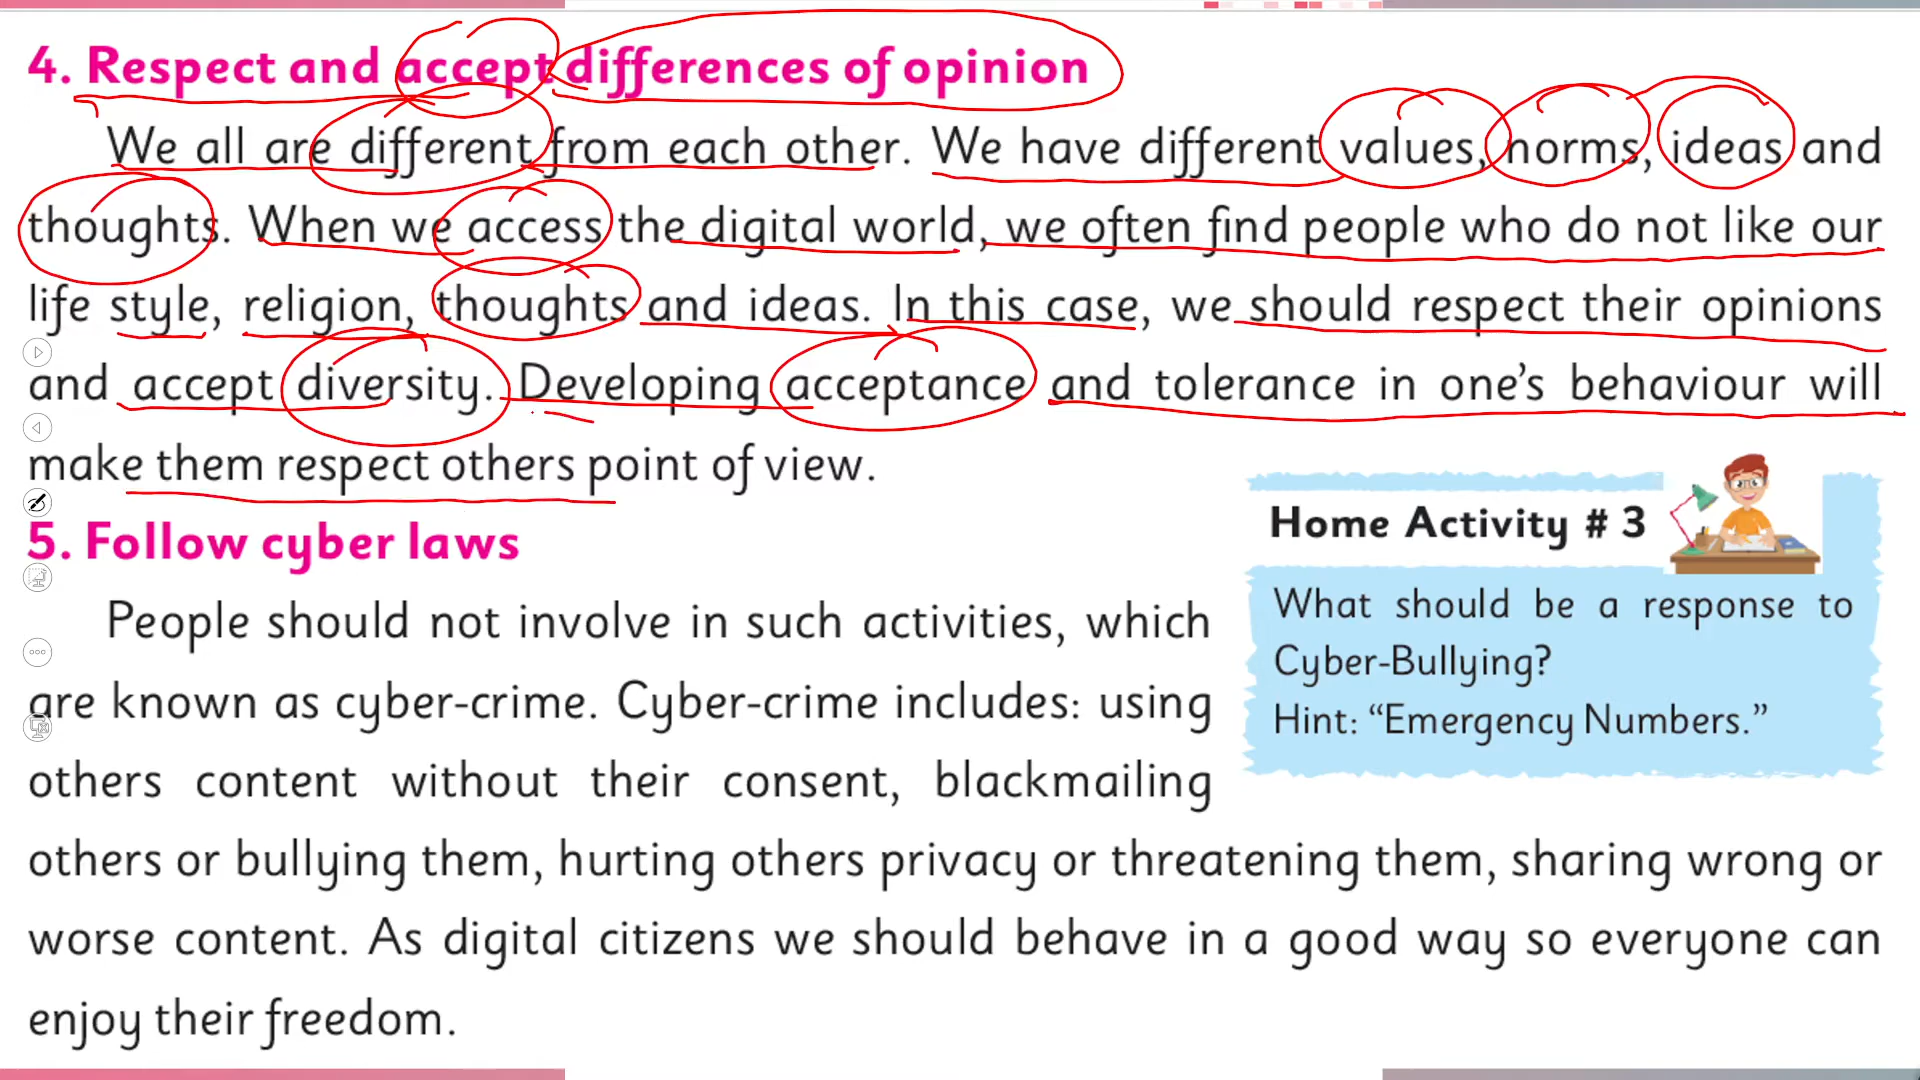 4. Respect and accept differences of opinion
We all are different from each other. We have different values, norms, ideas and
thoughts. When we access the digital world, we often find people who do not like our
life style, religion, thoughts and ideas. In this case, we should respect their opinions
and accept diversity. Developing acceptance and tolerance in one's behaviour will
make them respect others point of view.
5. Follow cyber laws
People should not involve in such activities, which
are known as cyber-crime. Cyber-crime includes: using
others content without their consent, blackmailing
others or bullying them, hurting others privacy or threatening them, sharing wrong or
worse content. As digital citizens we should behave in a good way so everyone can
enjoy their freedom.
Home Activity # 3
What should be a response to
Cyber-Bullying?
Hint: “Emergency Numbers.”